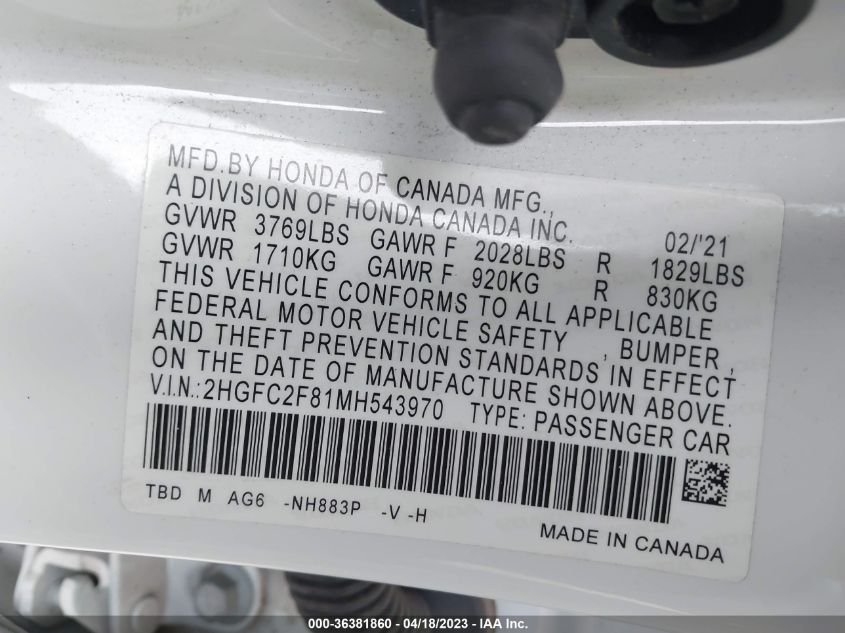 MFD.BY HONDA OF CANADA MFG.,
A DIVISION OF HONDA CANADA INC. 02/'21
GVWR 3769LBS GAWR F 2028LBS R 1829LBS
GVWR 1710KG GAWR F 920KG R 830KG
THIS VEHICLE CONFORMS TO ALL APPLICABLE
FEDERAL MOTOR VEHICLE SAFETY , BUMPER ,
AND THEFT PREVENTION STANDARDS IN EFFECT
ON THE DATE OF MANUFACTURE SHOWN ABOVE.
V.I.N.: 2HGFC2F81MH543970 TYPE: PASSENGER CAR
TBD M AG6 -NH883P -V -H
MADE IN CANADA
000-36381860 - 04/18/2023 - IAA Inc.